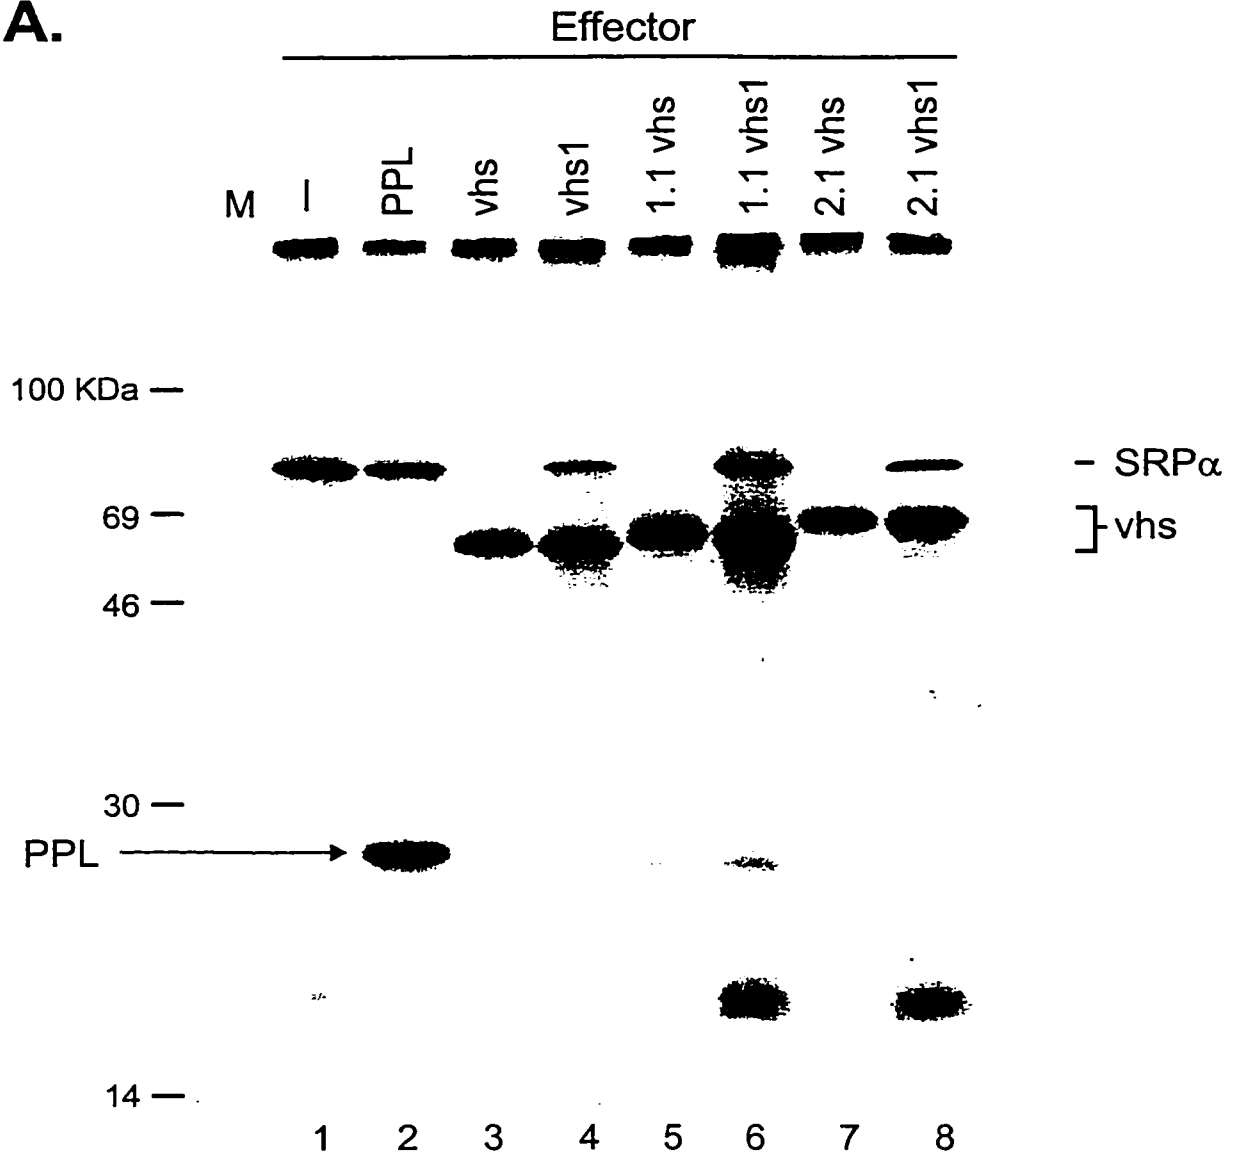 A.
Effector
M — PPL vhs vhs1 1.1 vhs 1.1 vhs1 2.1 vhs 2.1 vhs1
100 KDa
SRPα
69
vhs
46
30
PPL
14
1 2 3 4 5 6 7 8